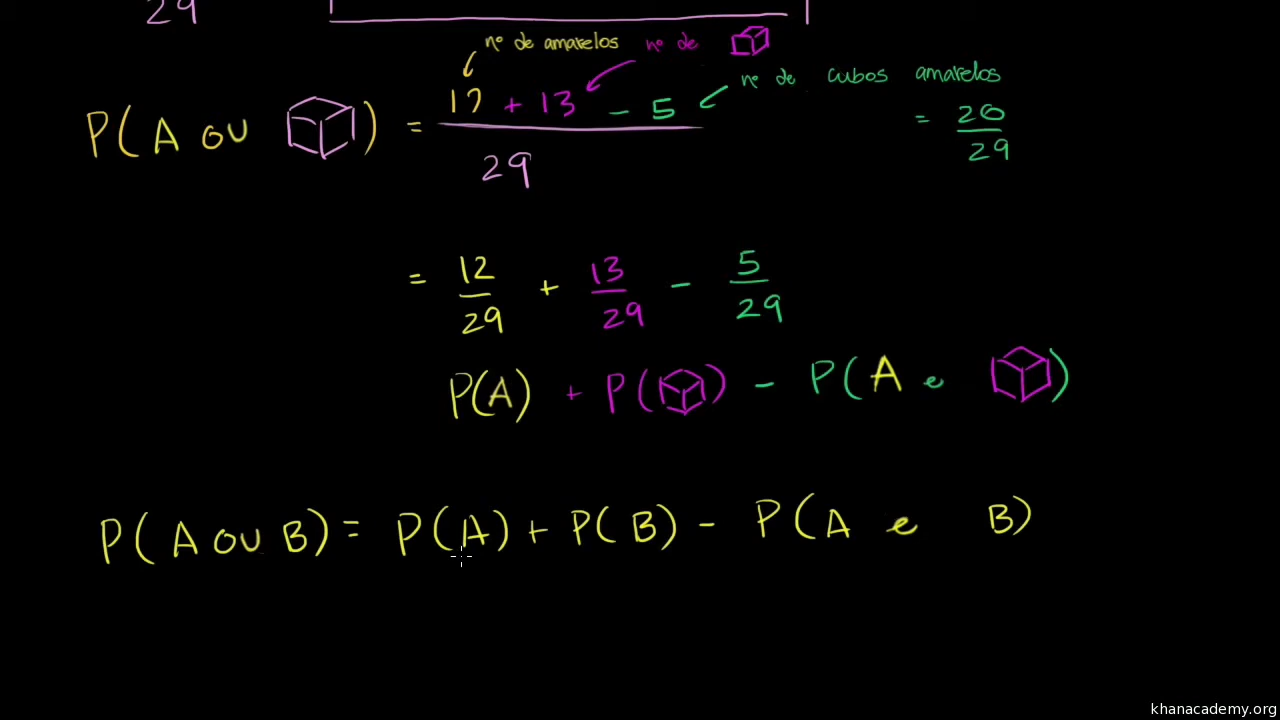 29
nº de amarelos nº de
12 + 13 - 5 nº de cubos amarelos
P(A ou ) = 29 = 20/29
= 12/29 + 13/29 - 5/29
P(A) + P( ) - P(A e )
P(A ou B) = P(A) + P(B) - P(A e B)
khanacademy.org